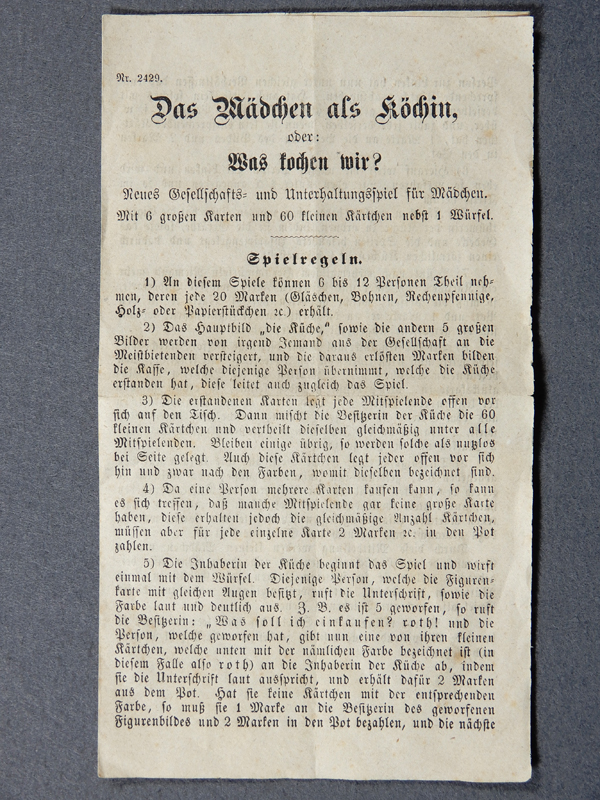 Nr. 2429.
Das Mädchen als Köchin,
oder:
Was kochen wir?
Neues Gesellschafts- und Unterhaltungsspiel für Mädchen.
Mit 6 großen Karten und 60 kleinen Kärtchen nebst 1 Würfel.
Spielregeln.
1) An diesem Spiele können 6 bis 12 Personen Theil neh-
men, deren jede 20 Marken (Gläschen, Bohnen, Rechenpfennige,
Holz- oder Papierstückchen ꝛc.) erhält.
2) Das Hauptbild „die Küche,“ sowie die andern 5 großen
Bilder werden von irgend Jemand aus der Gesellschaft an die
Meistbietenden versteigert, und die daraus erlösten Marken bilden
die Kasse, welche diejenige Person übernimmt, welche die Küche
erstanden hat, diese leitet auch zugleich das Spiel.
3) Die erstandenen Karten legt jede Mitspielende offen vor
sich auf den Tisch. Dann mischt die Besitzerin der Küche die 60
kleinen Kärtchen und vertheilt dieselben gleichmäßig unter alle
Mitspielenden. Bleiben einige übrig, so werden solche als nutzlos
bei Seite gelegt. Auch diese Kärtchen legt jeder offen vor sich
hin und zwar nach den Farben, womit dieselben bezeichnet sind.
4) Da eine Person mehrere Karten kaufen kann, so kann
es sich treffen, daß manche Mitspielende gar keine große Karte
haben, diese erhalten jedoch die gleichmäßige Anzahl Kärtchen,
müssen aber für jede einzelne Karte 2 Marken ꝛc. in den Pot
zahlen.
5) Die Inhaberin der Küche beginnt das Spiel und wirft
einmal mit dem Würfel. Diejenige Person, welche die Figuren-
karte mit gleichen Augen besitzt, ruft die Unterschrift, sowie die
Farbe laut und deutlich aus. Z. B. es ist 5 geworfen, so ruft
die Besitzerin: „Was soll ich einkaufen? roth! und die
Person, welche geworfen hat, gibt nun eine von ihren kleinen
Kärtchen, welche unten mit der nämlichen Farbe bezeichnet ist (in
diesem Falle also roth) an die Inhaberin der Küche ab, indem
sie die Unterschrift laut ausspricht, und erhält dafür 2 Marken
aus dem Pot. Hat sie keine Kärtchen mit der entsprechenden
Farbe, so muß sie 1 Marke an die Besitzerin des geworfenen
Figurenbildes und 2 Marken in den Pot bezahlen, und die nächste